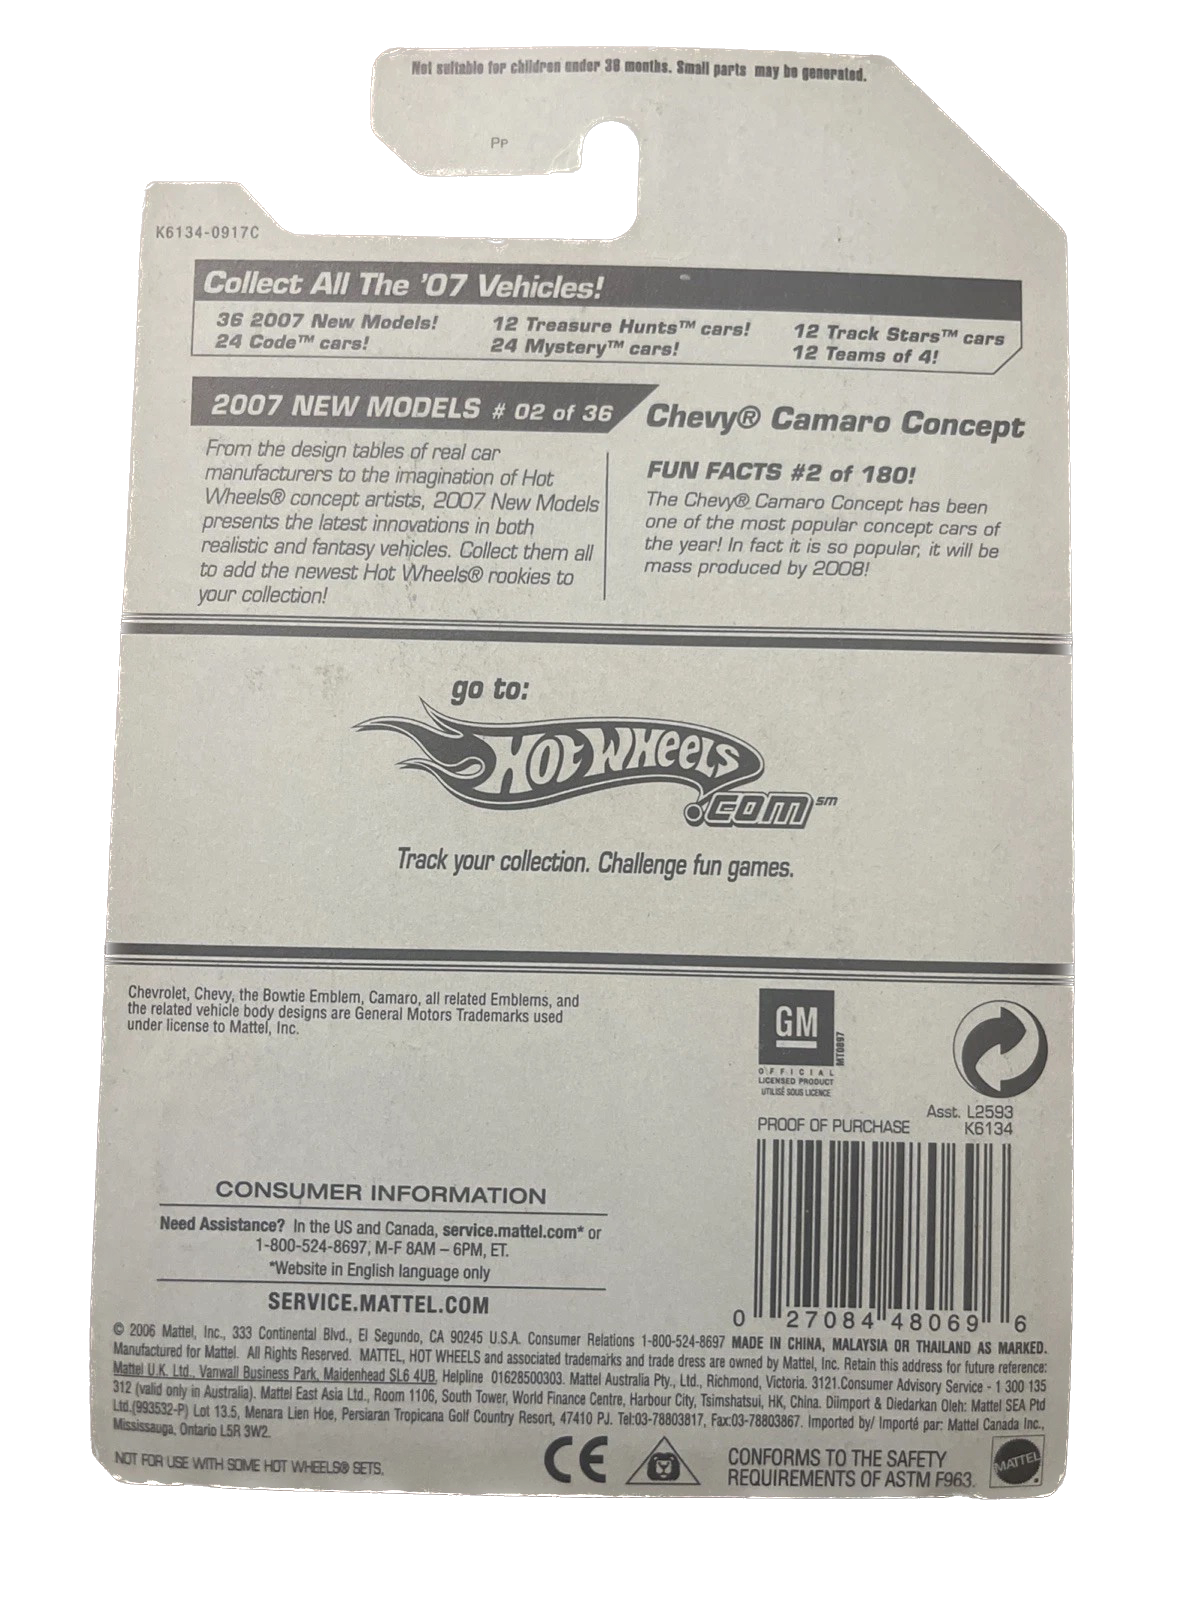 Not suitable for children under 36 months. Small parts may be generated.
PP
K6134-0917C
Collect All The '07 Vehicles!
36 2007 New Models! 12 Treasure Hunts™ cars! 12 Track Stars™ cars
24 Code™ cars! 24 Mystery™ cars! 12 Teams of 4!
2007 NEW MODELS # 02 of 36
From the design tables of real car
manufacturers to the imagination of Hot
Wheels® concept artists, 2007 New Models
presents the latest innovations in both
realistic and fantasy vehicles. Collect them all
to add the newest Hot Wheels® rookies to
your collection!
Chevy® Camaro Concept
FUN FACTS #2 of 180!
The Chevy® Camaro Concept has been
one of the most popular concept cars of
the year! In fact it is so popular, it will be
mass produced by 2008!
go to:
HOT WHEELS
.COM℠
Track your collection. Challenge fun games.
Chevrolet, Chevy, the Bowtie Emblem, Camaro, all related Emblems, and
the related vehicle body designs are General Motors Trademarks used
under license to Mattel, Inc.
GM
MT0897
OFFICIAL
LICENSED PRODUCT
UTILISÉ SOUS LICENCE
Asst. L2593
PROOF OF PURCHASE K6134
0 27084 48069 6
CONSUMER INFORMATION
Need Assistance? In the US and Canada, service.mattel.com* or
1-800-524-8697, M-F 8AM – 6PM, ET.
*Website in English language only
SERVICE.MATTEL.COM
© 2006 Mattel, Inc., 333 Continental Blvd., El Segundo, CA 90245 U.S.A. Consumer Relations 1-800-524-8697 MADE IN CHINA, MALAYSIA OR THAILAND AS MARKED.
Manufactured for Mattel. All Rights Reserved. MATTEL, HOT WHEELS and associated trademarks and trade dress are owned by Mattel, Inc. Retain this address for future reference:
Mattel U.K. Ltd., Vanwall Business Park, Maidenhead SL6 4UB, Helpline 01628500303. Mattel Australia Pty., Ltd., Richmond, Victoria. 3121.Consumer Advisory Service - 1 300 135
312 (valid only in Australia). Mattel East Asia Ltd., Room 1106, South Tower, World Finance Centre, Harbour City, Tsimshatsui, HK, China. Diimport & Diedarkan Oleh: Mattel SEA Ptd
Ltd.(993532-P) Lot 13.5, Menara Lien Hoe, Persiaran Tropicana Golf Country Resort, 47410 PJ. Tel:03-78803817, Fax:03-78803867. Imported by/ Importé par: Mattel Canada Inc.,
Mississauga, Ontario L5R 3W2.
NOT FOR USE WITH SOME HOT WHEELS® SETS.
CE
CONFORMS TO THE SAFETY
REQUIREMENTS OF ASTM F963.
MATTEL